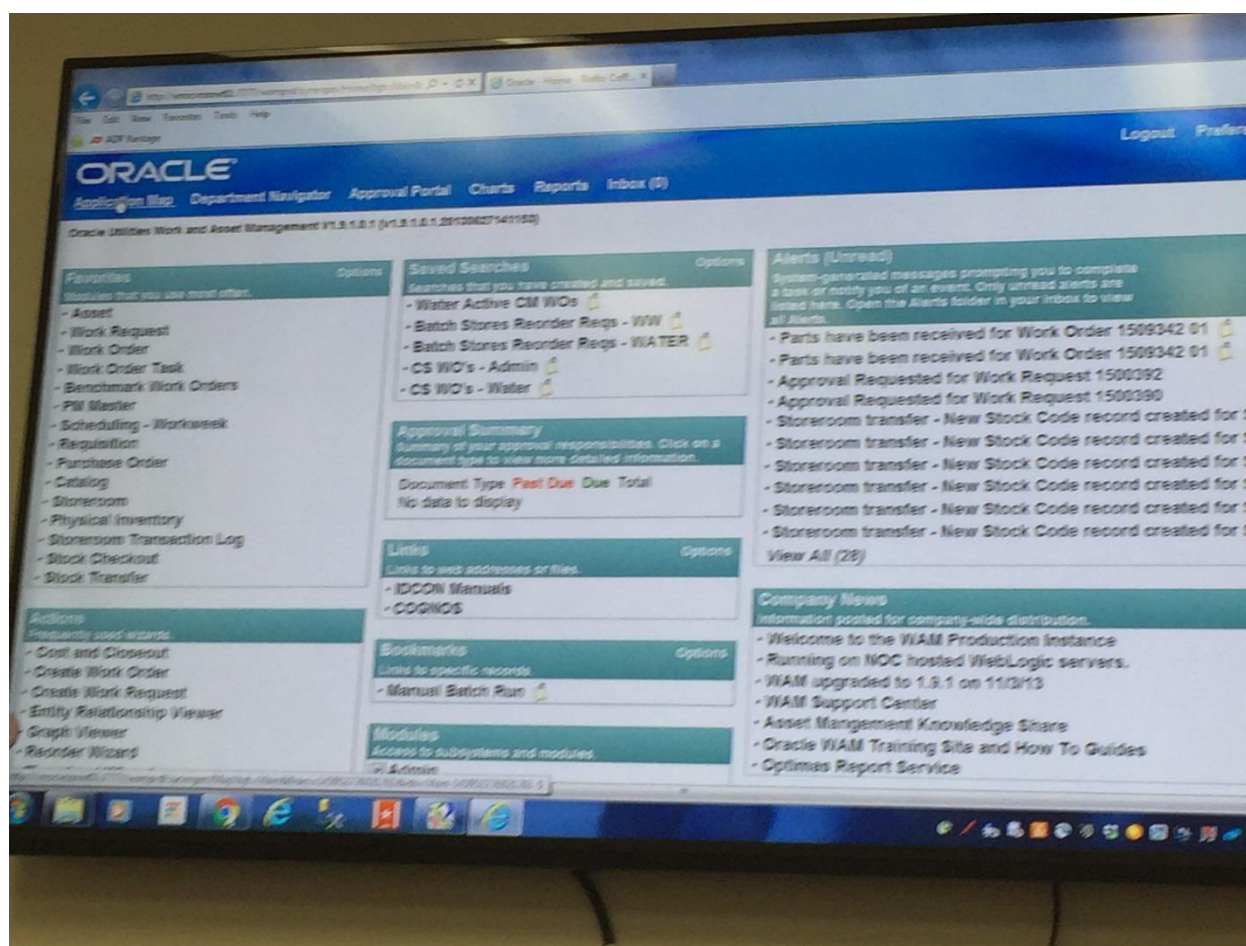 File Edit View Favorites Tools Help
Logout
ORACLE
Application Map Department Navigator Approval Portal Charts Reports Inbox (0)
Oracle Utilities Work and Asset Management
Favorites Options
Modules that you use most often.
- Asset
- Work Request
- Work Order
- Work Order Task
- Benchmark Work Orders
- PM Master
- Scheduling - Workweek
- Requisition
- Purchase Order
- Catalog
- Storeroom
- Physical Inventory
- Storeroom Transaction Log
- Stock Checkout
- Stock Transfer
Actions
Frequently used wizards.
- Cost and Closeout
- Create Work Order
- Create Work Request
- Entity Relationship Viewer
- Graph Viewer
- Reorder Wizard
Saved Searches Options
Searches that you have created and saved.
- Water Active CM WOs
- Batch Stores Reorder Reqs - WW
- Batch Stores Reorder Reqs - WATER
- CS WO's - Admin
- CS WO's - Water
Approval Summary
Summary of your approval responsibilities. Click on a
document type to view more detailed information.
Document Type Past Due Due Total
No data to display
Links Options
Links to web addresses or files.
- IDCON Manuals
- COGNOS
Bookmarks Options
Links to specific records.
- Manual Batch Run
Modules
Access to subsystems and modules.
Admin
Alerts (Unread)
System-generated messages prompting you to complete
a task or notify you of an event. Only unread alerts are
listed here. Open the Alerts folder in your Inbox to view
all Alerts.
- Parts have been received for Work Order 1509342 01
- Parts have been received for Work Order 1509342 01
- Approval Requested for Work Request 1500392
- Approval Requested for Work Request 1500390
- Storeroom transfer - New Stock Code record created for
- Storeroom transfer - New Stock Code record created for
- Storeroom transfer - New Stock Code record created for
- Storeroom transfer - New Stock Code record created for
- Storeroom transfer - New Stock Code record created for
- Storeroom transfer - New Stock Code record created for
View All (28)
Company News
Information posted for company-wide distribution.
- Welcome to the WAM Production Instance
- Running on NOC hosted WebLogic servers.
- WAM upgraded to 1.9.1 on 11/3/13
- WAM Support Center
- Asset Mangement Knowledge Share
- Oracle WAM Training Site and How To Guides
- Optimas Report Service